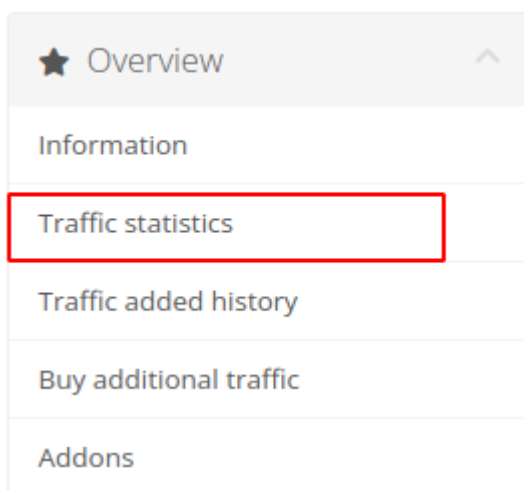 Overview
Information
Traffic statistics
Traffic added history
Buy additional traffic
Addons